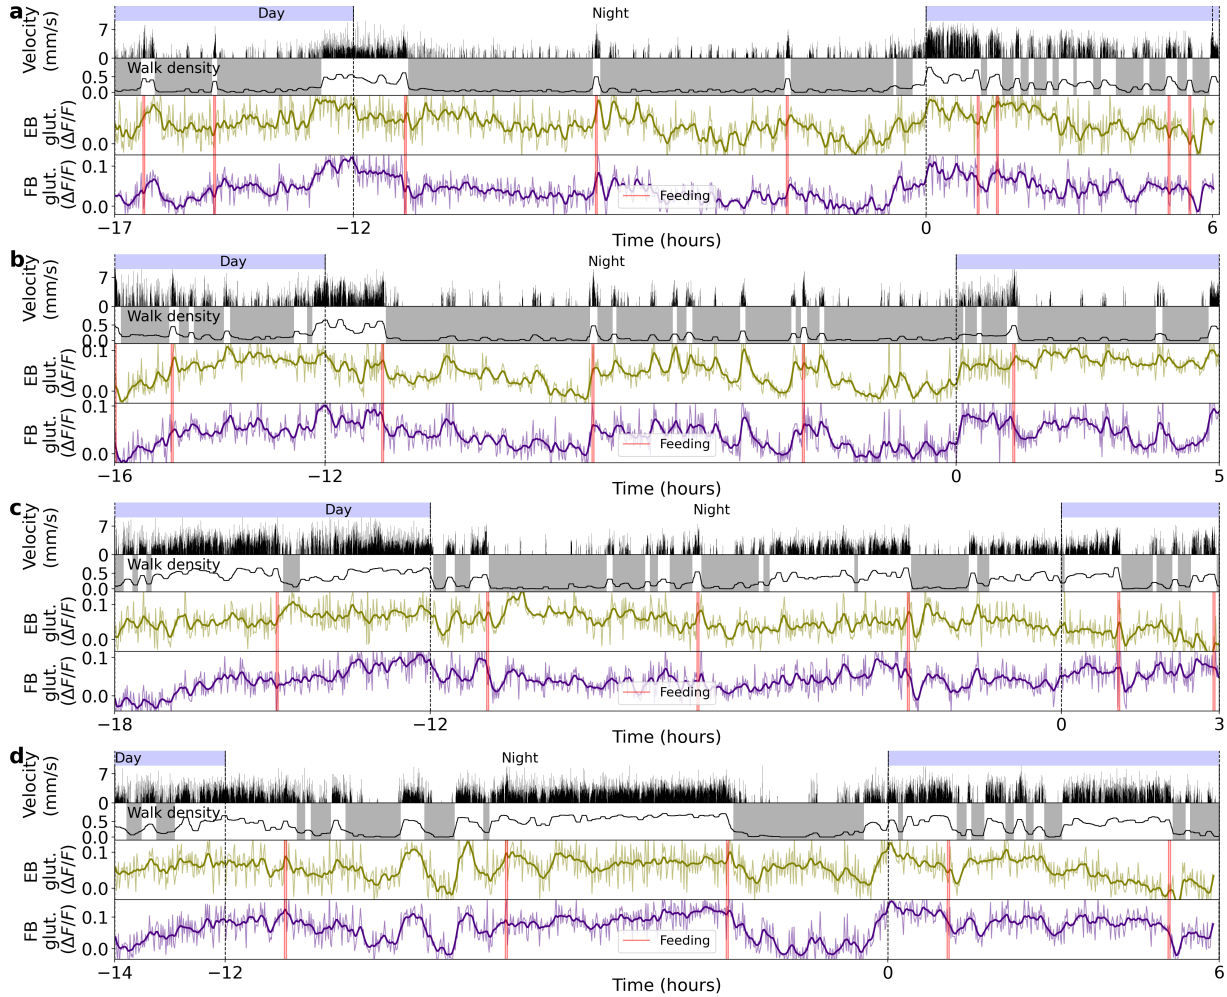 a
Day
Night
Velocity
(mm/s)
7
0
Walk density
0.5
0.0
EB
glut.
(ΔF/F)
0.0
FB
glut.
(ΔF/F)
0.1
0.0
Feeding
−17
−12
0
6
Time (hours)
b
Day
Night
Velocity
(mm/s)
7
0
Walk density
0.5
0.0
EB
glut.
(ΔF/F)
0.1
0.0
FB
glut.
(ΔF/F)
0.1
0.0
Feeding
−16
−12
0
5
Time (hours)
c
Day
Night
Velocity
(mm/s)
7
0
Walk density
0.5
0.0
EB
glut.
(ΔF/F)
0.1
0.0
FB
glut.
(ΔF/F)
0.1
0.0
Feeding
−18
−12
0
3
Time (hours)
d
Day
Night
Velocity
(mm/s)
7
0
Walk density
0.5
0.0
EB
glut.
(ΔF/F)
0.1
0.0
FB
glut.
(ΔF/F)
0.1
0.0
Feeding
−14
−12
0
6
Time (hours)